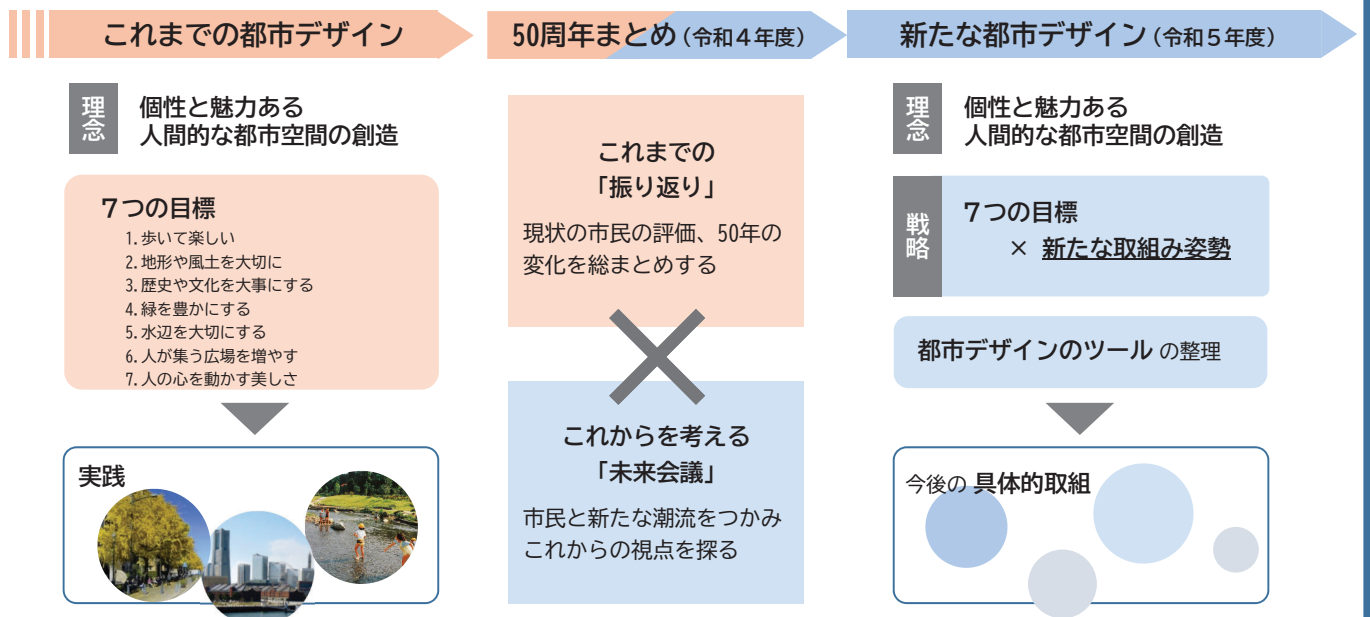 これまでの都市デザイン
50周年まとめ(令和4年度)
新たな都市デザイン(令和5年度)
理念
個性と魅力ある
人間的な都市空間の創造
7つの目標
1.歩いて楽しい
2.地形や風土を大切に
3.歴史や文化を大事にする
4.緑を豊かにする
5.水辺を大切にする
6.人が集う広場を増やす
7.人の心を動かす美しさ
実践
これまでの
「振り返り」
現状の市民の評価、50年の
変化を総まとめする
これからを考える
「未来会議」
市民と新たな潮流をつかみ
これからの視点を探る
理念
個性と魅力ある
人間的な都市空間の創造
戦略
7つの目標
× 新たな取組み姿勢
都市デザインのツール の整理
今後の 具体的取組